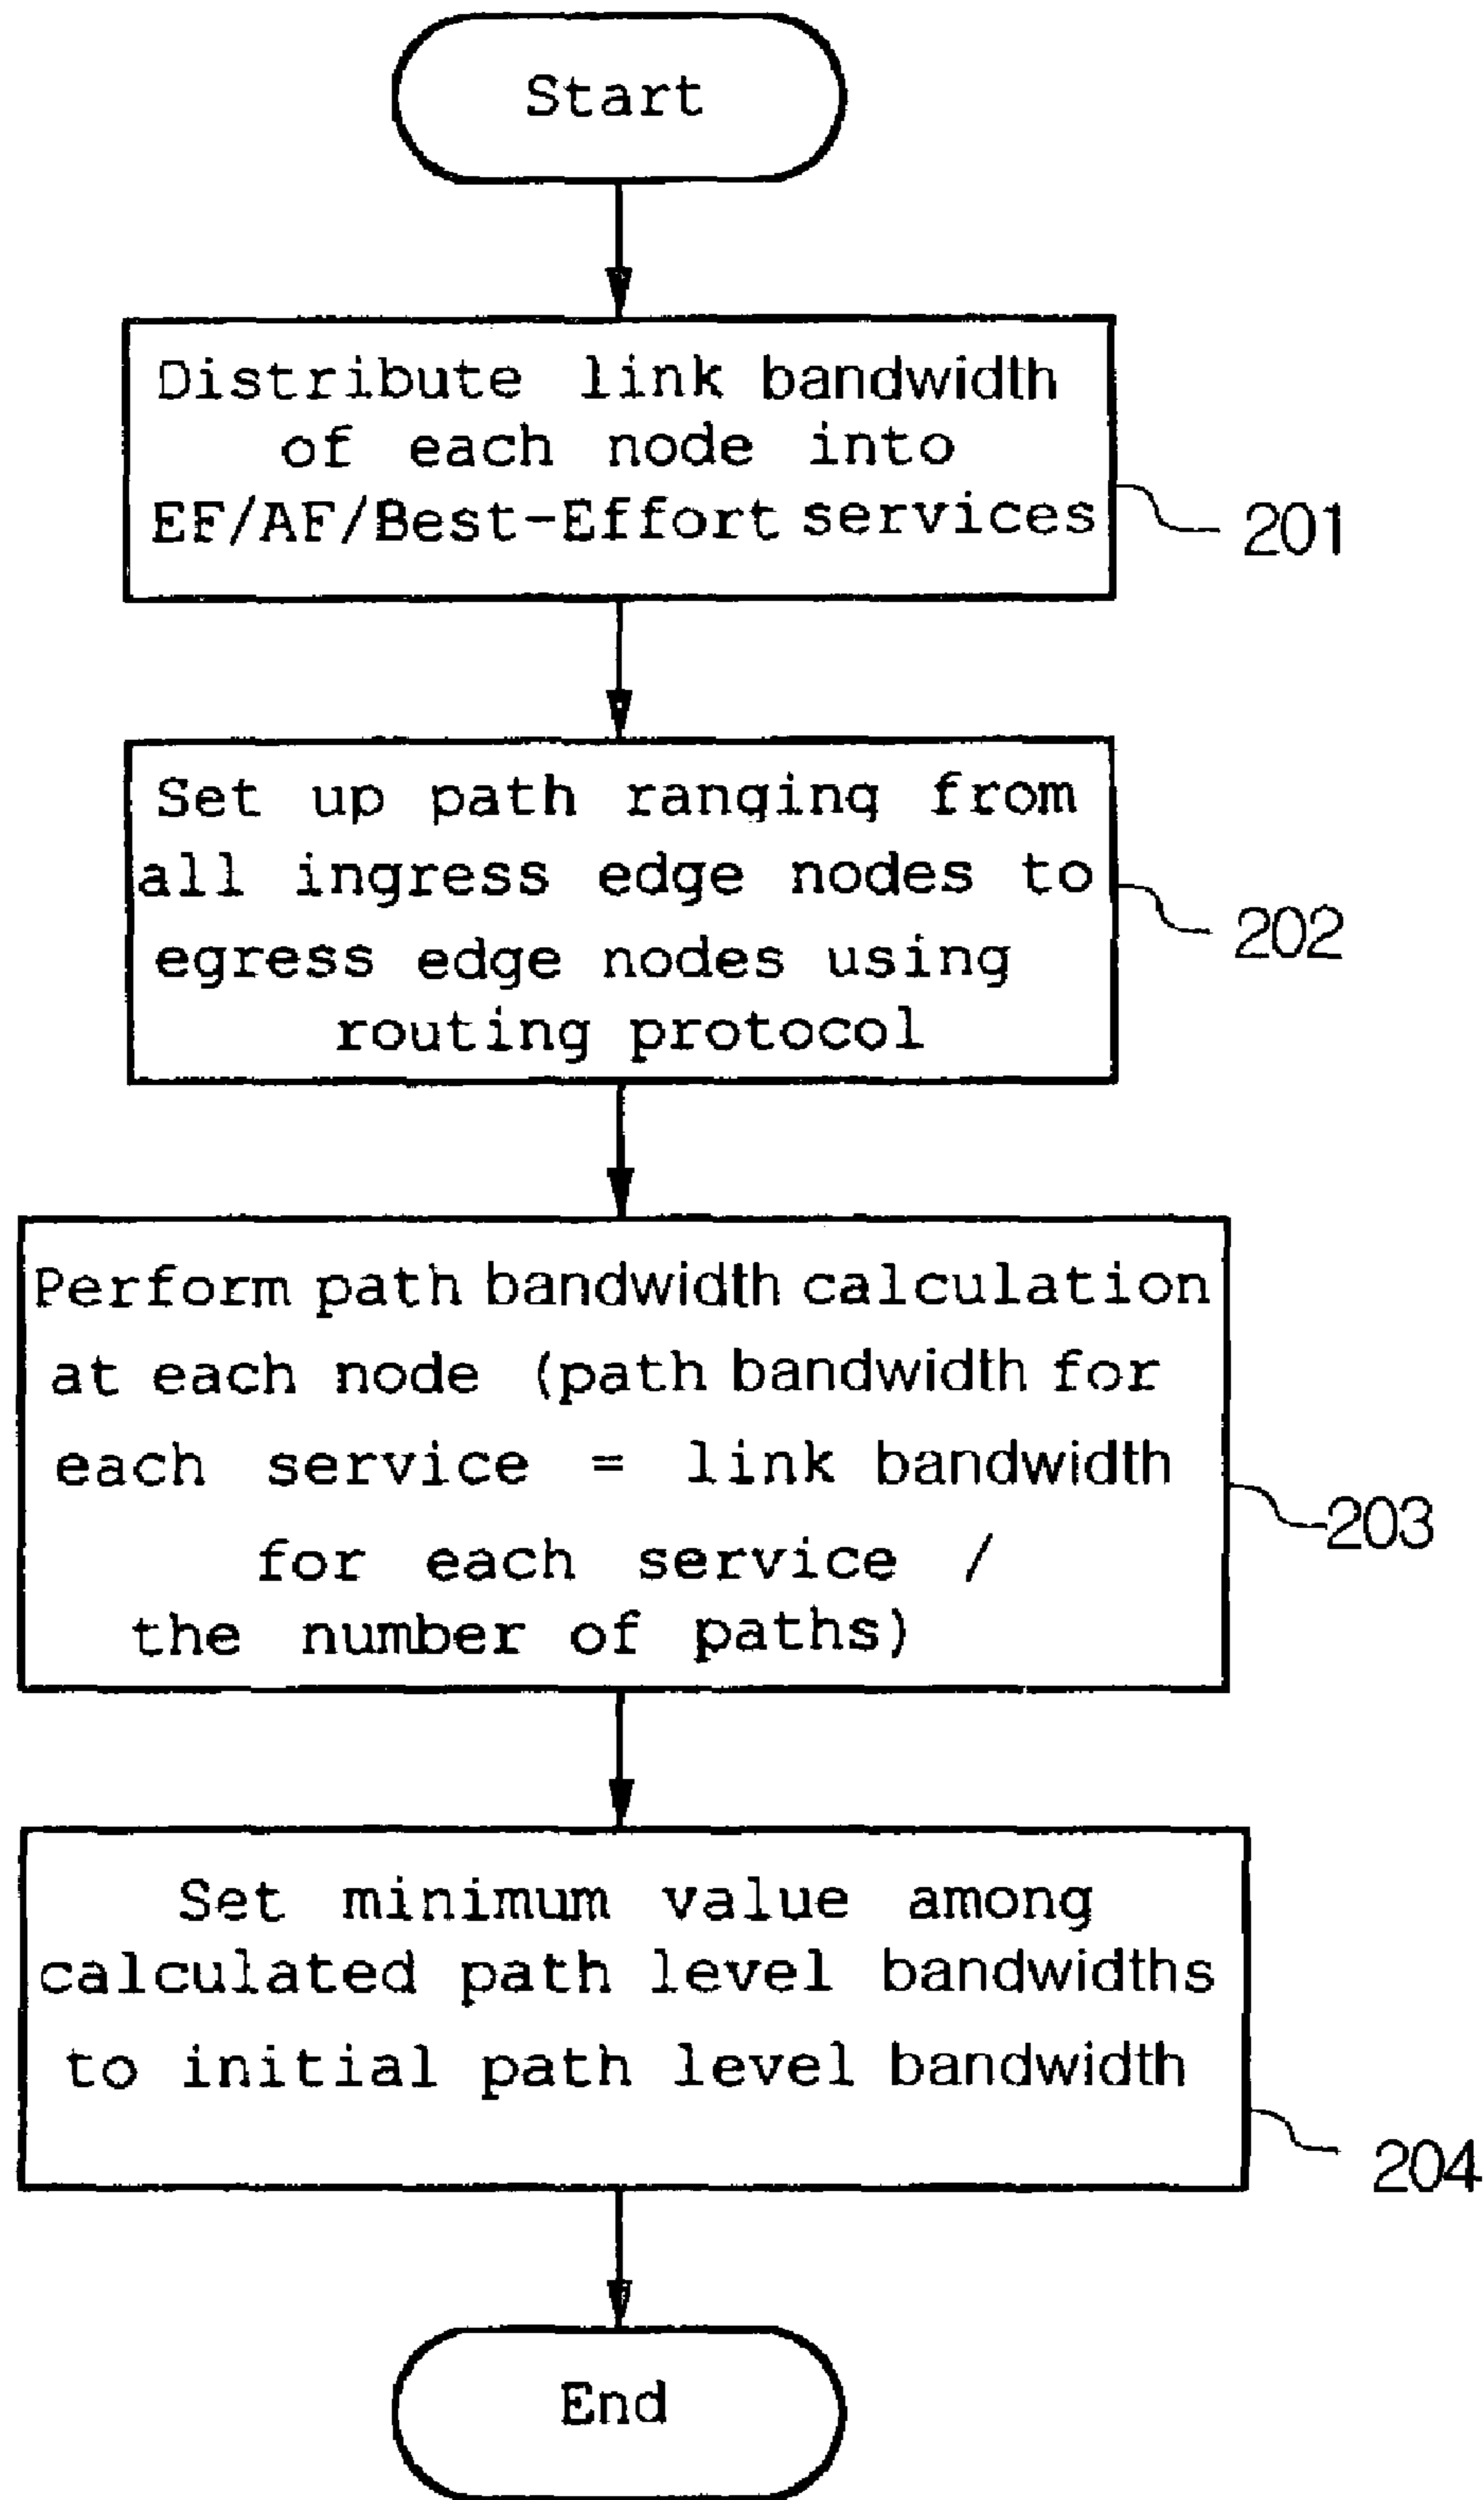 Start
Distribute link bandwidth
of each node into
EF/AF/Best-Effort services
201
Set up path ranging from
all ingress edge nodes to
egress edge nodes using
routing protocol
202
Perform path bandwidth calculation
at each node (path bandwidth for
each service = link bandwidth
for each service /
the number of paths)
203
Set minimum value among
calculated path level bandwidths
to initial path level bandwidth
204
End